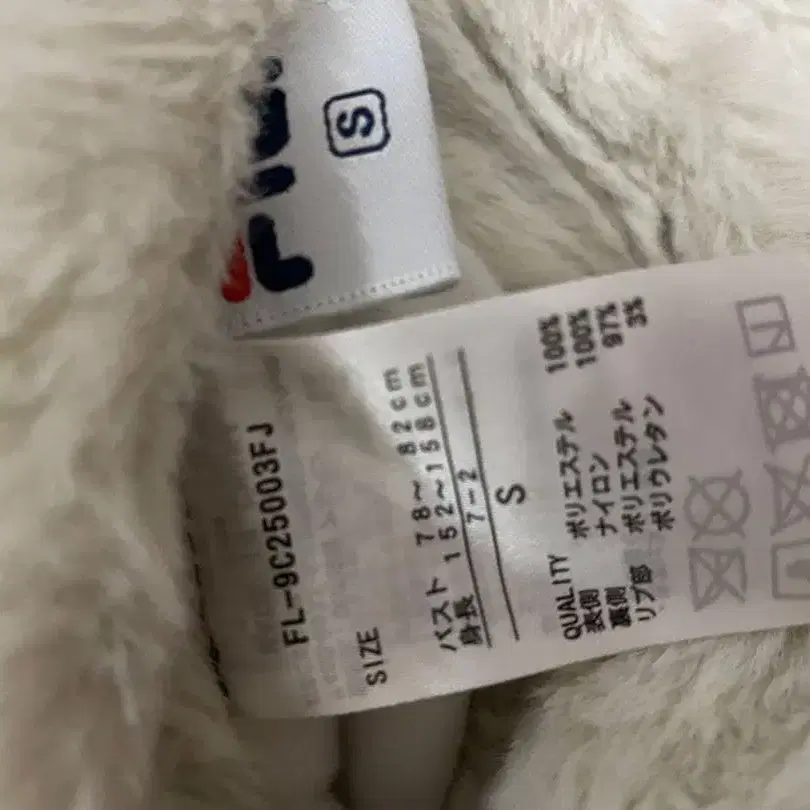 FILA
S
FL-9C25003FJ
SIZE
バスト 78～82cm
身長 152～158cm
7-2
S
QUALITY
表側 ポリエステル 100%
裏側 ナイロン 100%
リブ部 ポリエステル 97%
ポリウレタン 3%